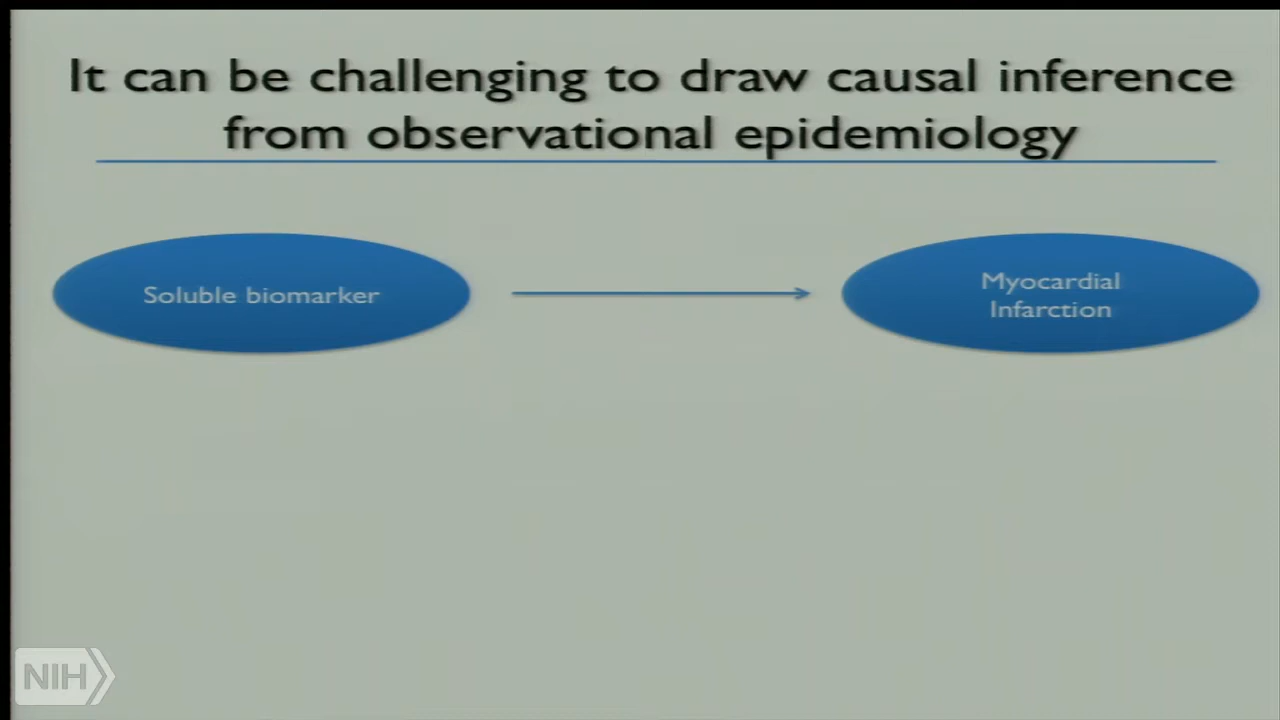 It can be challenging to draw causal inference
from observational epidemiology
Soluble biomarker
Myocardial
Infarction
NIH